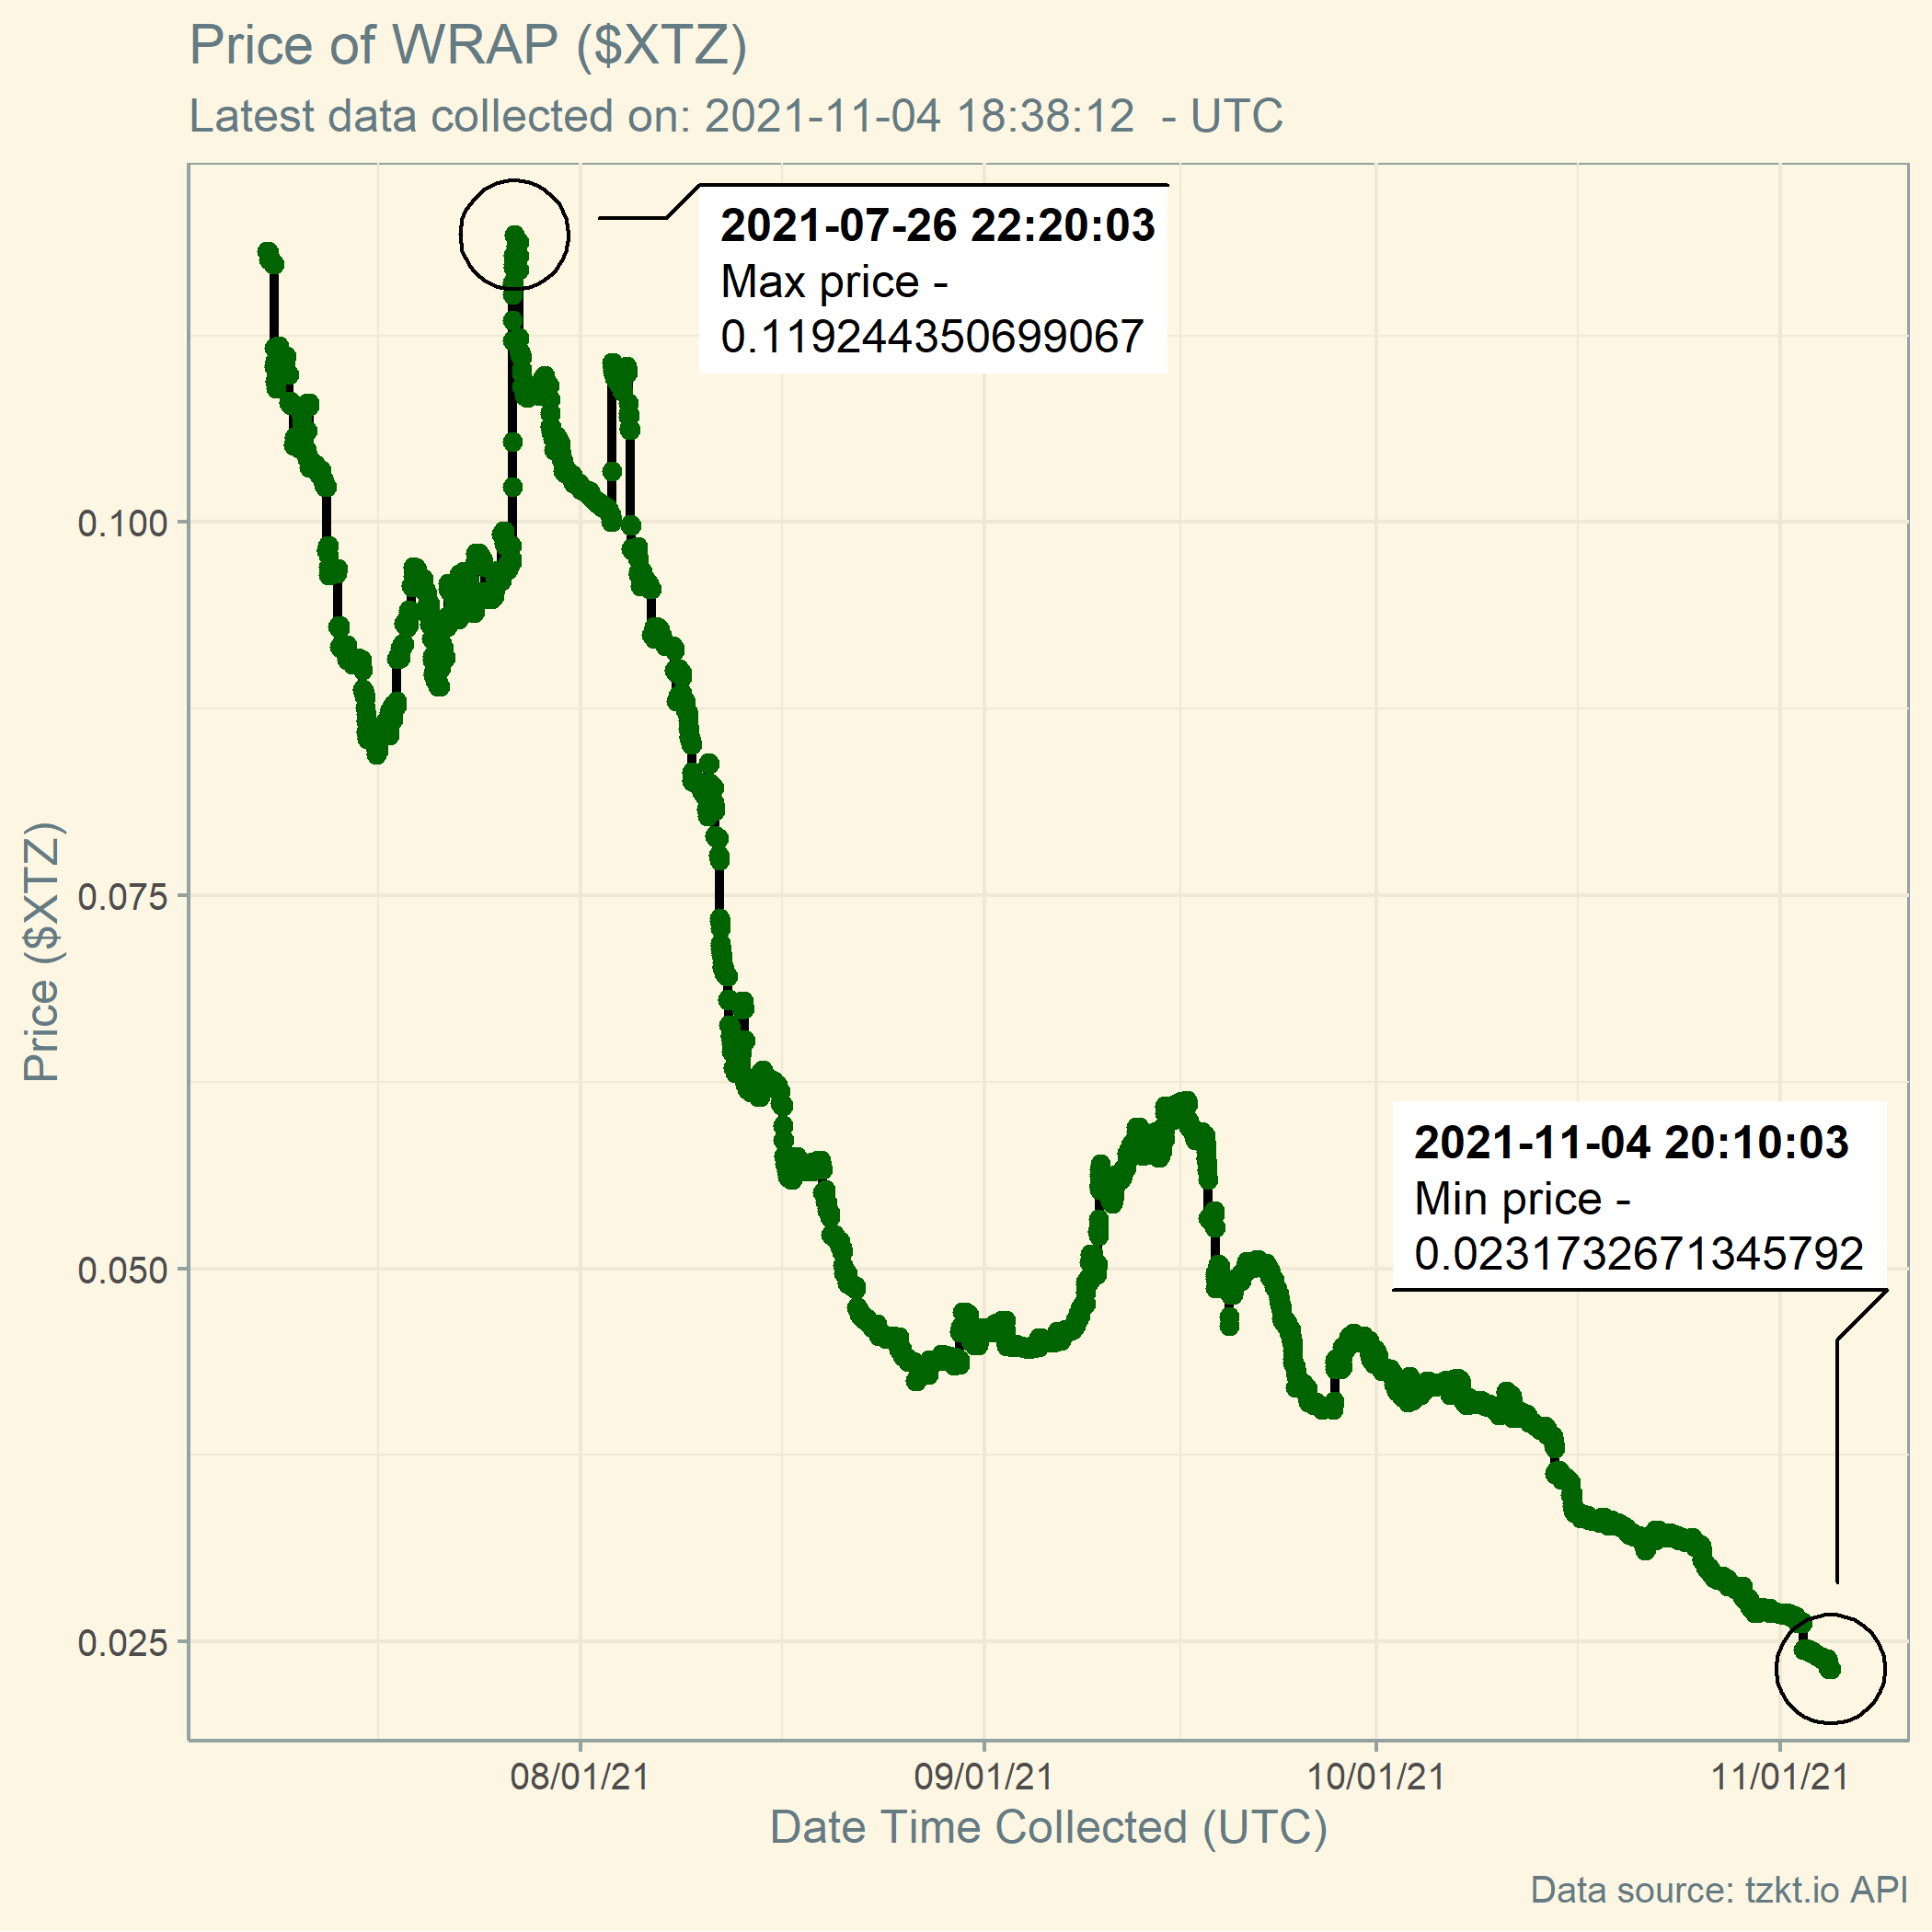 Price of WRAP ($XTZ)
Latest data collected on: 2021-11-04 18:38:12  - UTC
2021-07-26 22:20:03
Max price -
0.119244350699067
0.100
0.075
0.050
0.025
Price ($XTZ)
2021-11-04 20:10:03
Min price -
0.0231732671345792
08/01/21
09/01/21
10/01/21
11/01/21
Date Time Collected (UTC)
Data source: tzkt.io API